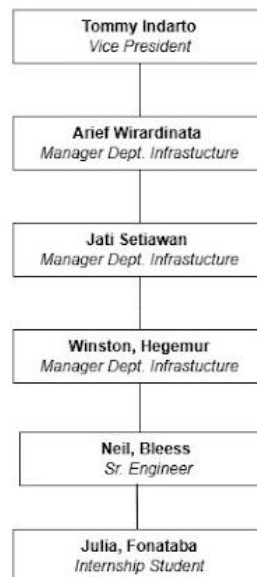 Tommy Indarto
Vice President
Arief Wirardinata
Manager Dept. Infrastucture
Jati Setiawan
Manager Dept. Infrastucture
Winston, Hegemur
Manager Dept. Infrastucture
Neil, Bleess
Sr. Engineer
Julia, Fonataba
Internship Student